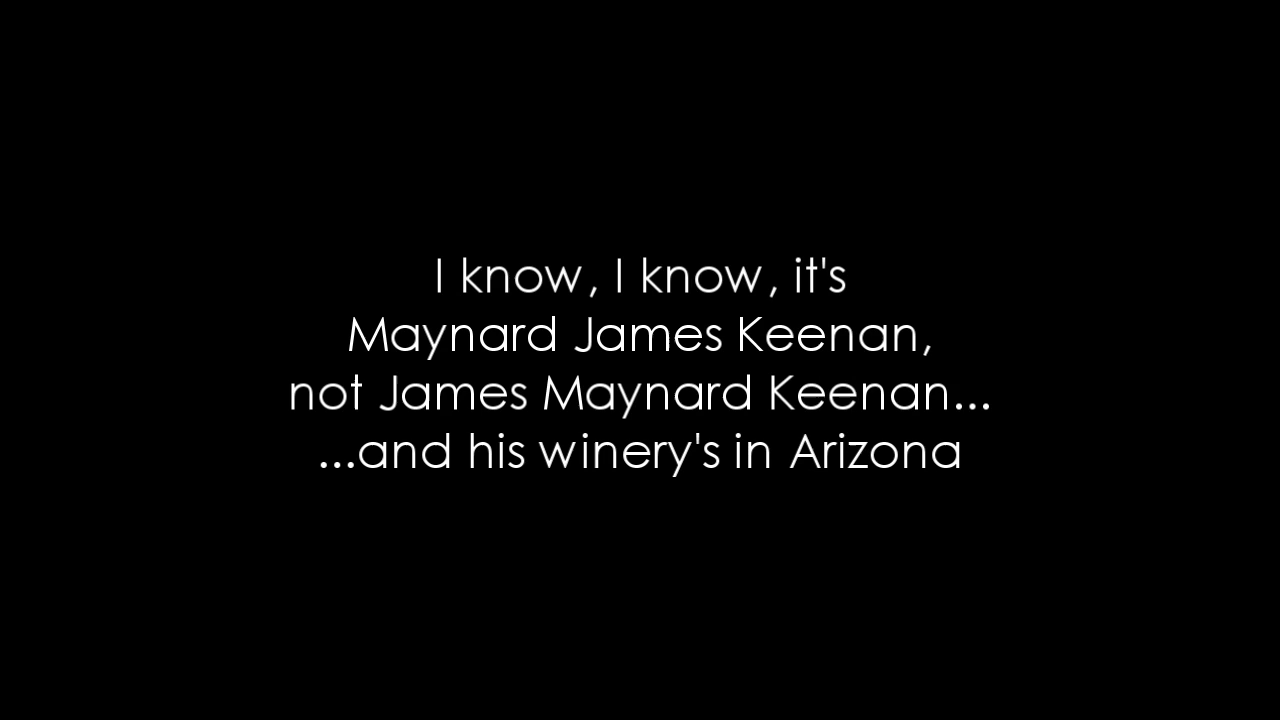 I know, I know, it's
Maynard James Keenan,
not James Maynard Keenan...
...and his winery's in Arizona